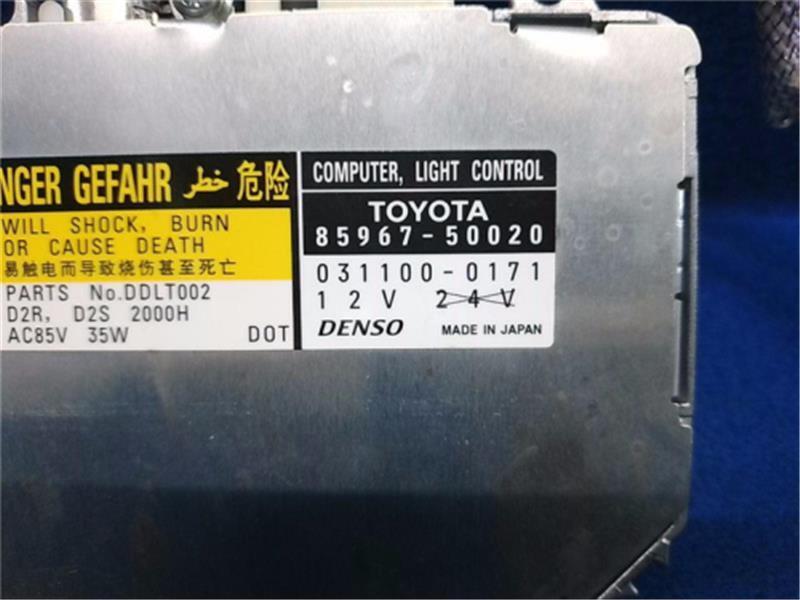 NGER GEFAHR خطر 危险
WILL SHOCK, BURN
OR CAUSE DEATH
易触电而导致烧伤甚至死亡
PARTS No.DDLT002
D2R, D2S 2000H
AC85V 35W DOT
COMPUTER, LIGHT CONTROL
TOYOTA
85967-50020
031100-0171
12V 24V
DENSO MADE IN JAPAN